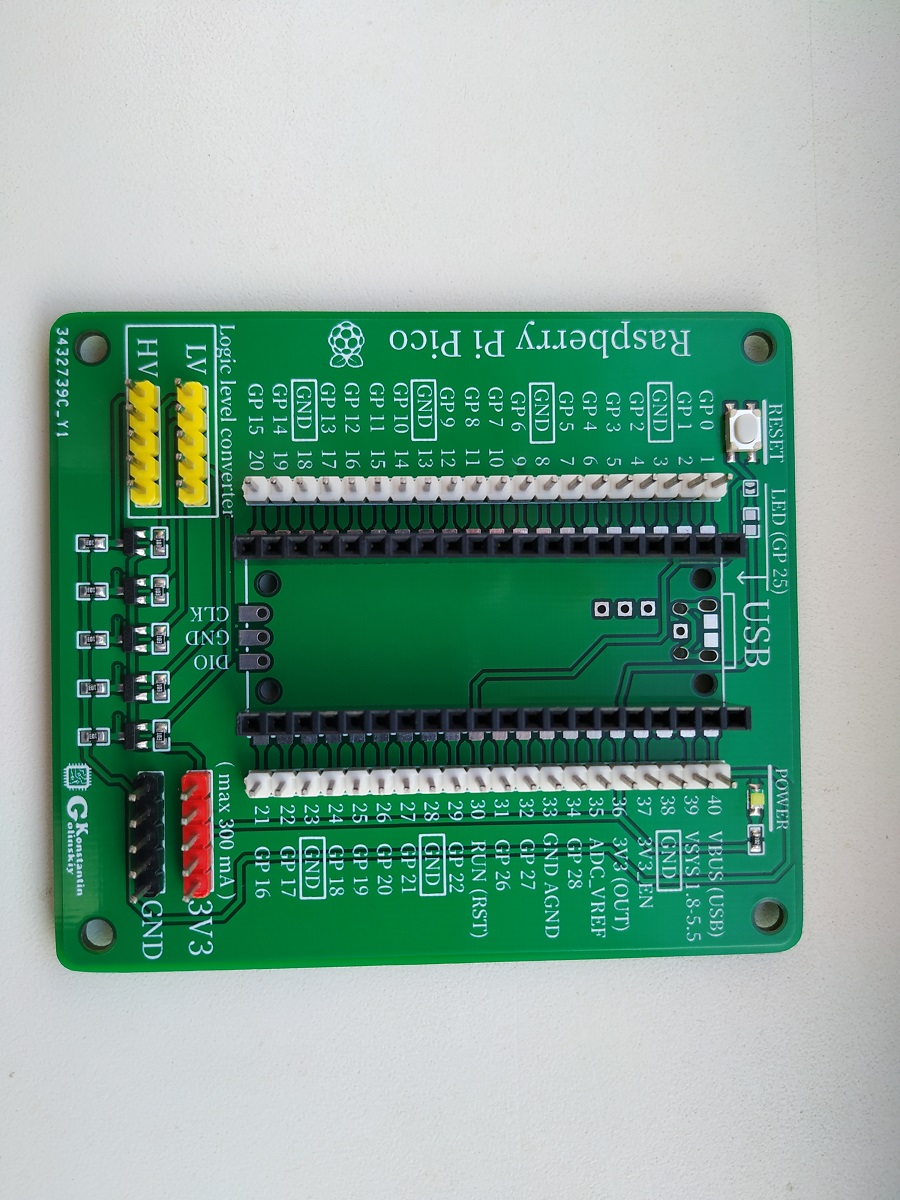 RESET
LED (GP 25)
USB
POWER
GP 0 1
GP 1 2
GND 3
GP 2 4
GP 3 5
GP 4 6
GP 5 7
GND 8
GP 6 9
GP 7 10
GP 8 11
GP 9 12
GND 13
GP 10 14
GP 11 15
GP 12 16
GP 13 17
GND 18
GP 14 19
GP 15 20
40 VBUS (USB)
39 VSYS 1.8-5.5
38 GND
37 3V3_EN
36 3V3 (OUT)
35 ADC_VREF
34 GP 28
33 GND AGND
32 GP 27
31 GP 26
30 RUN (RST)
29 GP 22
28 GND
27 GP 21
26 GP 20
25 GP 19
24 GP 18
23 GND
22 GP 17
21 GP 16
Raspberry Pi Pico
Logic level converter
LV
HV
CLK
GND
DIO
( max 300 mA )
3V3
GND
103
103
103
103
103
3432739C_Y1
Konstantin
Golinskiy